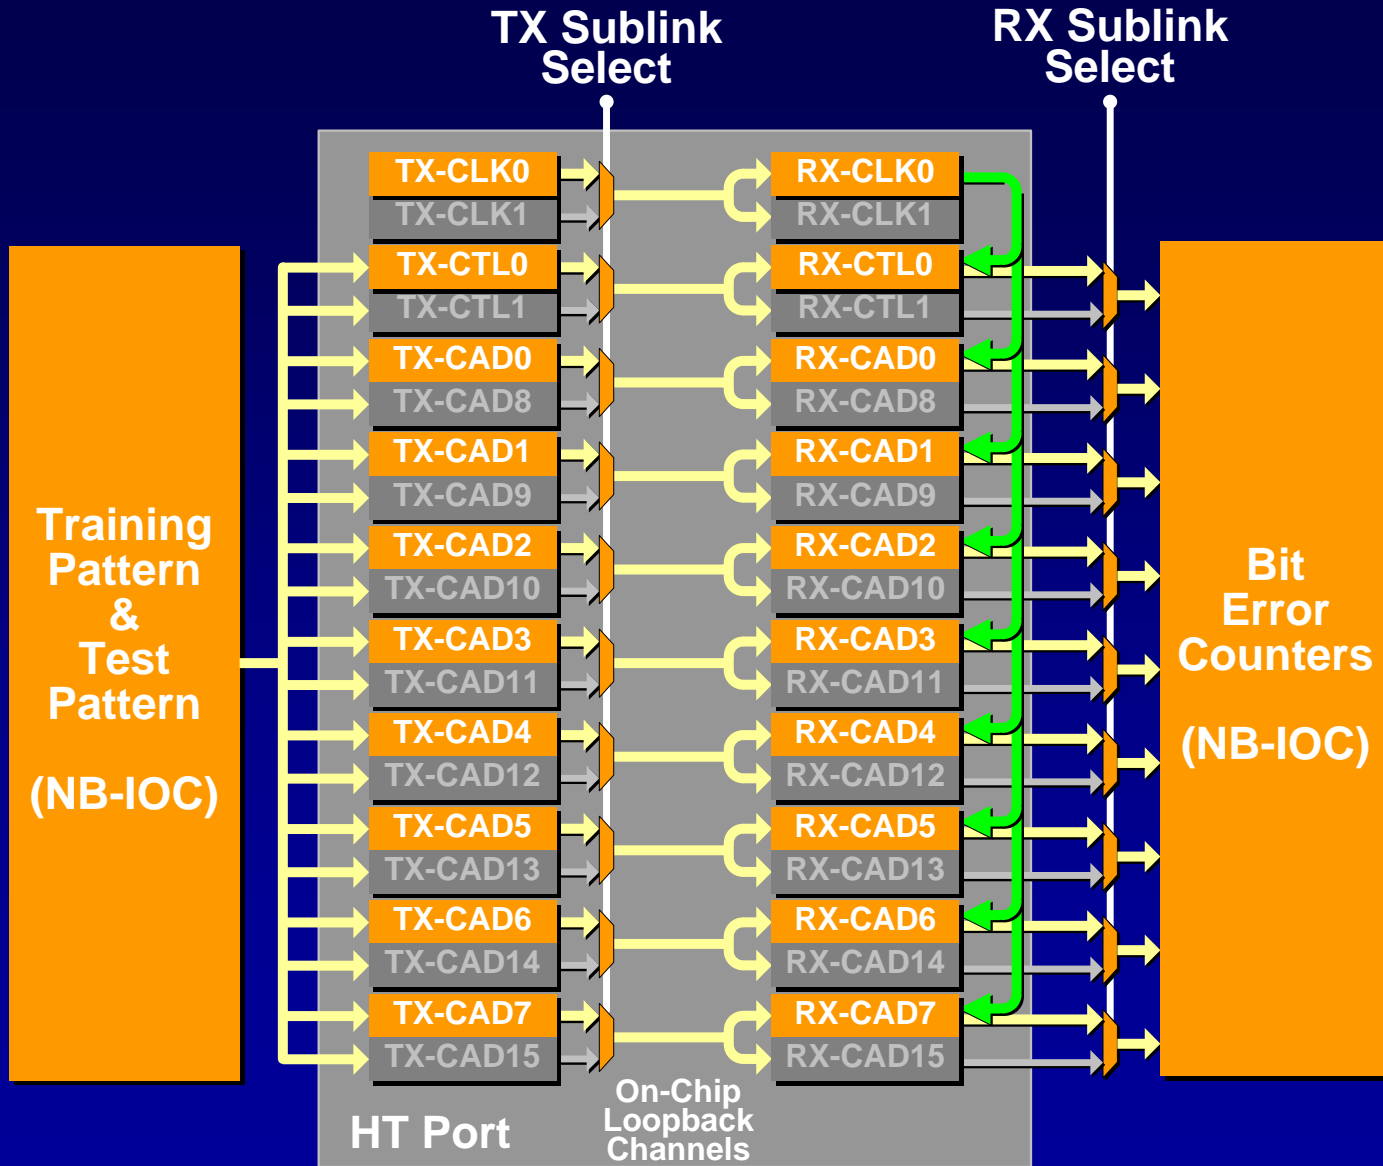 TX Sublink
Select
RX Sublink
Select
TX-CLK0
TX-CLK1
TX-CTL0
TX-CTL1
TX-CAD0
TX-CAD8
TX-CAD1
TX-CAD9
TX-CAD2
TX-CAD10
TX-CAD3
TX-CAD11
TX-CAD4
TX-CAD12
TX-CAD5
TX-CAD13
TX-CAD6
TX-CAD14
TX-CAD7
TX-CAD15
RX-CLK0
RX-CLK1
RX-CTL0
RX-CTL1
RX-CAD0
RX-CAD8
RX-CAD1
RX-CAD9
RX-CAD2
RX-CAD10
RX-CAD3
RX-CAD11
RX-CAD4
RX-CAD12
RX-CAD5
RX-CAD13
RX-CAD6
RX-CAD14
RX-CAD7
RX-CAD15
Training
Pattern
&
Test
Pattern
(NB-IOC)
Bit
Error
Counters
(NB-IOC)
HT Port
On-Chip
Loopback
Channels